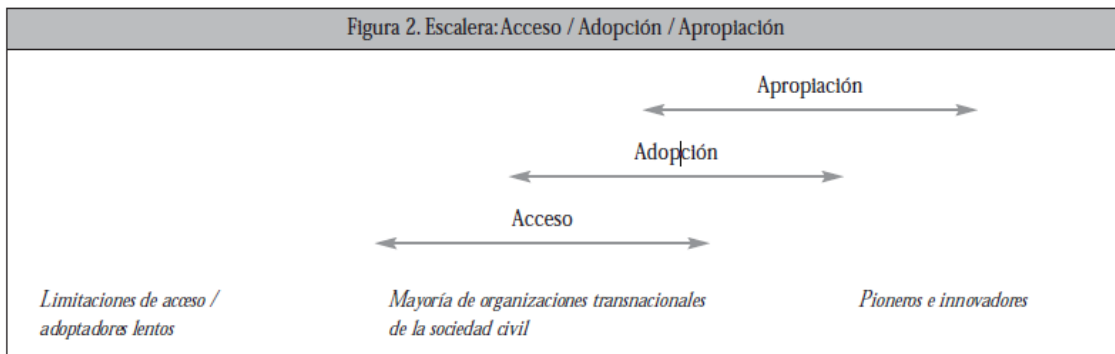 Figura 2. Escalera: Acceso / Adopción / Apropiación
Apropiación
Adopción
Acceso
Limitaciones de acceso /
adoptadores lentos
Mayoría de organizaciones transnacionales
de la sociedad civil
Pioneros e innovadores